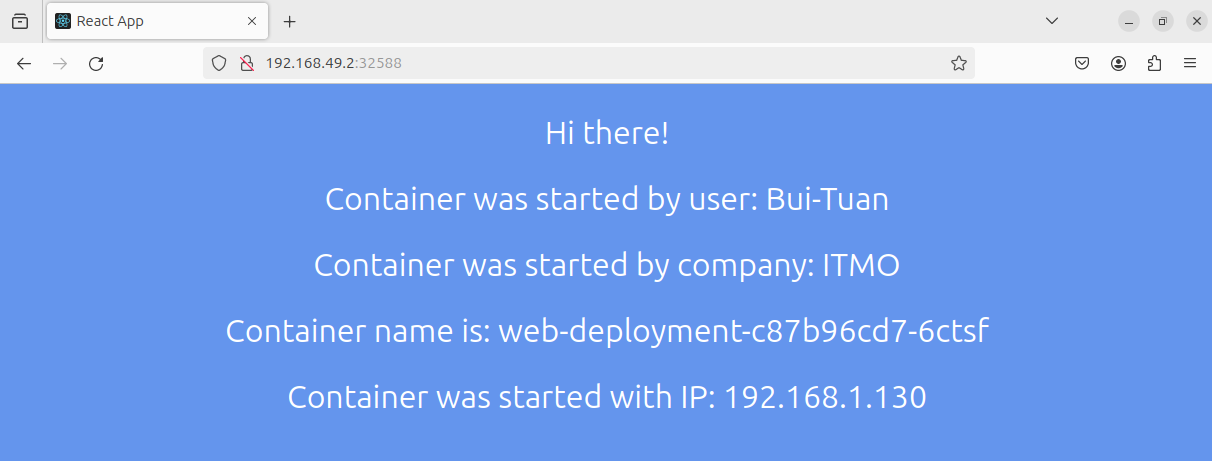 React App
192.168.49.2:32588
Hi there!
Container was started by user: Bui-Tuan
Container was started by company: ITMO
Container name is: web-deployment-c87b96cd7-6ctsf
Container was started with IP: 192.168.1.130